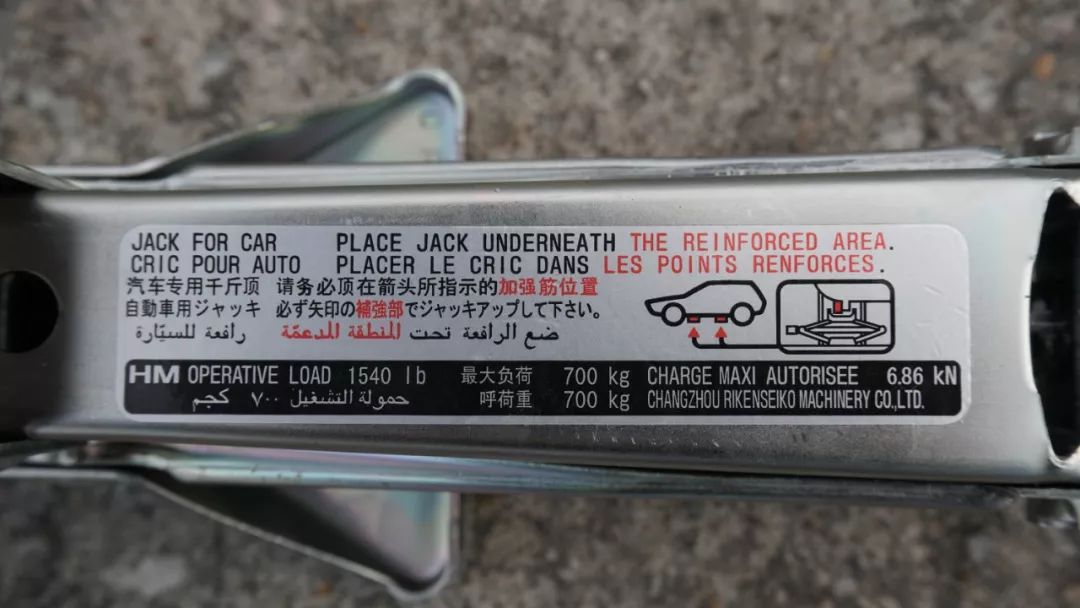 JACK FOR CAR PLACE JACK UNDERNEATH THE REINFORCED AREA.
CRIC POUR AUTO PLACER LE CRIC DANS LES POINTS RENFORCES.
汽车专用千斤顶 请务必顶在箭头所指示的加强筋位置
自動車用ジャッキ 必ず矢印の補強部でジャッキアップして下さい。
رافعة للسيّارة ضع الرافعة تحت المنطقة المدعمّة
HM OPERATIVE LOAD 1540 lb 最大负荷 700 kg CHARGE MAXI AUTORISEE 6.86 kN
حمولة التشغيل ٧٠٠ كجم 呼荷重 700 kg CHANGZHOU RIKENSEIKO MACHINERY CO.,LTD.